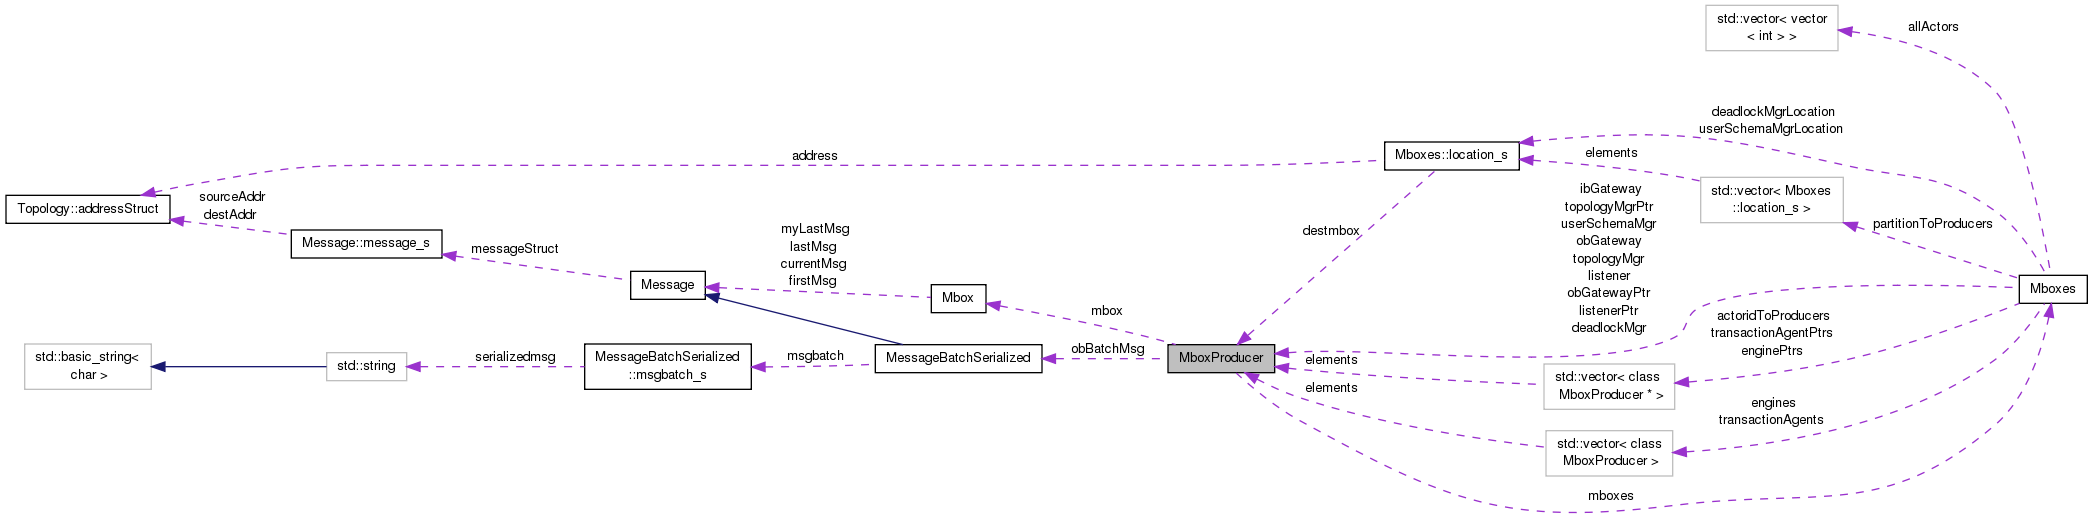 std::vector< vector
< int > >
allActors
deadlockMgrLocation
userSchemaMgrLocation
Mboxes::location_s
elements
address
std::vector< Mboxes
::location_s >
ibGateway
topologyMgrPtr
userSchemaMgr
obGateway
topologyMgr
listener
obGatewayPtr
listenerPtr
deadlockMgr
partitionToProducers
sourceAddr
destAddr
Topology::addressStruct
Message::message_s
messageStruct
myLastMsg
lastMsg
currentMsg
firstMsg
destmbox
Message
Mbox
mbox
Mboxes
actoridToProducers
transactionAgentPtrs
enginePtrs
std::basic_string<
char >
std::string
serializedmsg
MessageBatchSerialized
::msgbatch_s
msgbatch
MessageBatchSerialized
obBatchMsg
MboxProducer
elements
elements
std::vector< class
MboxProducer * >
engines
transactionAgents
std::vector< class
MboxProducer >
mboxes